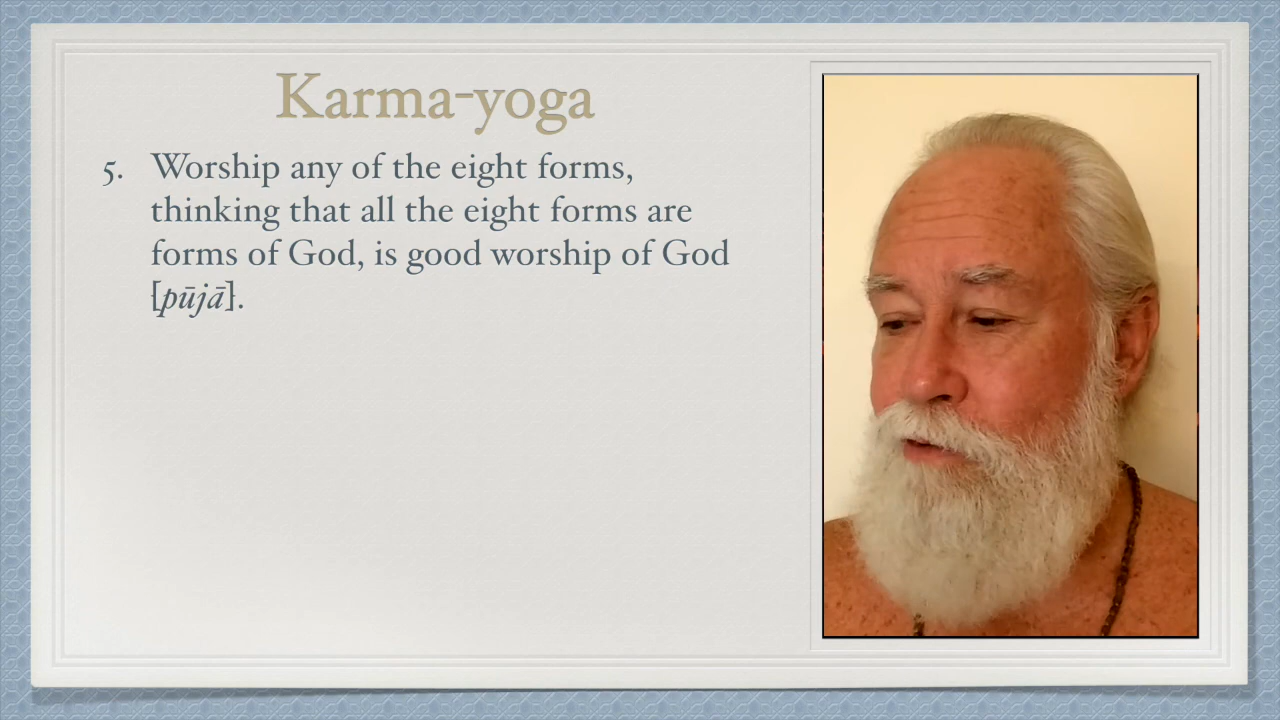 Karma-yoga
5. Worship any of the eight forms,
thinking that all the eight forms are
forms of God, is good worship of God
[pūjā].